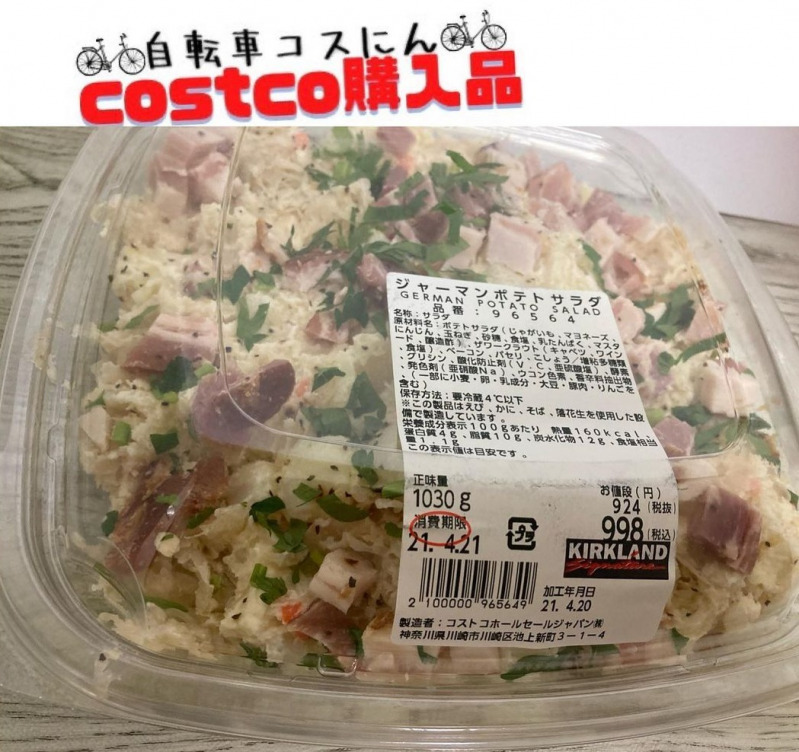 自転車コスにん
costco購入品
ジャーマンポテトサラダ
GERMAN POTATO SALAD
品番:96564
名称:サラダ
原材料名:ポテトサラダ(じゃがいも、マヨネーズ、
にんじん、玉ねぎ、砂糖、食塩、乳たんぱく、マスタ
ード、醸造酢)、ザワークラウト(キャベツ、ワイン
、食塩)、ベーコン、パセリ、こしょう/増粘多糖類
、グリシン、酸化防止剤(V.C、亜硫酸塩)、酵素
、発色剤(亜硝酸Na)、ウコン色素、香辛料抽出物
、(一部に小麦・卵・乳成分・大豆・豚肉・りんごを
含む)
保存方法:要冷蔵4℃以下
※この製品はえび、かに、そば、落花生を使用した設
備で製造しています。
栄養成分表示100gあたり 熱量160kcal、
蛋白質4g、脂質10g、炭水化物12g、食塩相当
量1.1g
この表示値は目安です。
正味量
1030g
お値段(円)
924(税抜)
消費期限
21.4.21
プラ
998(税込)
KIRKLAND
Signature
2 100000 965649
加工年月日
21.4.20
製造者:コストコホールセールジャパン㈱
神奈川県川崎市川崎区池上新町3-1-4